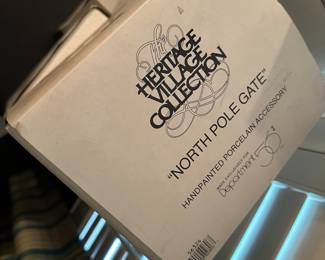 The
HERITAGE
VILLAGE
COLLECTION
"NORTH POLE GATE"
HANDPAINTED PORCELAIN ACCESSORY
Department 56